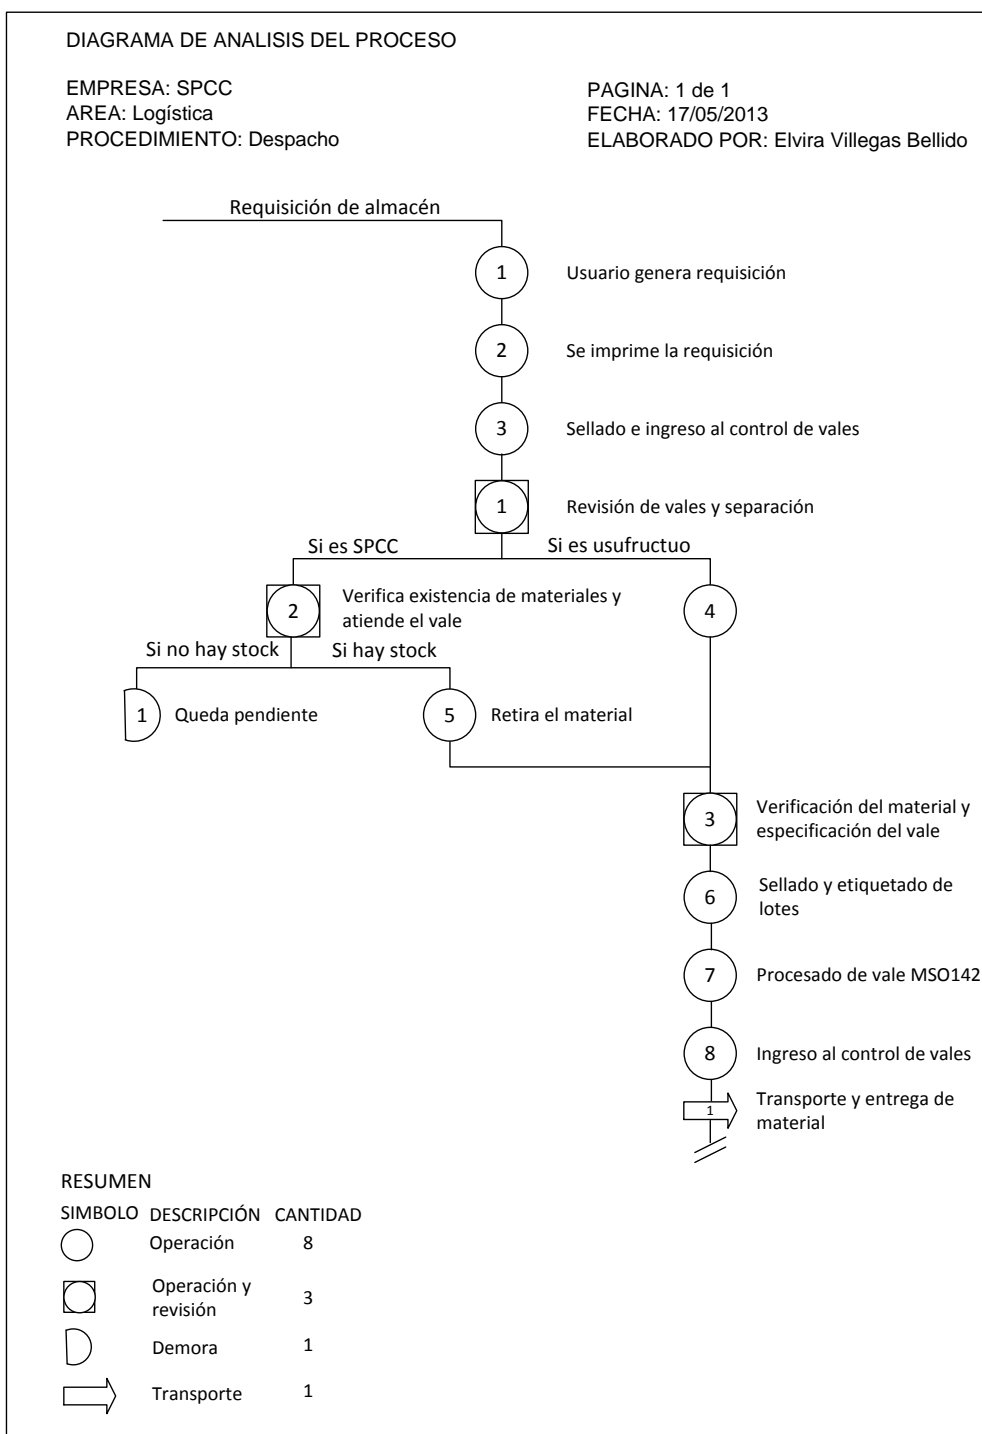 DIAGRAMA DE ANALISIS DEL PROCESO
EMPRESA: SPCC
AREA: Logística
PROCEDIMIENTO: Despacho
PAGINA: 1 de 1
FECHA: 17/05/2013
ELABORADO POR: Elvira Villegas Bellido
Requisición de almacén
1
Usuario genera requisición
2
Se imprime la requisición
3
Sellado e ingreso al control de vales
1
Revisión de vales y separación
Si es SPCC
Si es usufructuo
2
Verifica existencia de materiales y
atiende el vale
4
Si no hay stock
Si hay stock
1
Queda pendiente
5
Retira el material
3
Verificación del material y
especificación del vale
6
Sellado y etiquetado de
lotes
7
Procesado de vale MSO142
8
Ingreso al control de vales
1
Transporte y entrega de
material
RESUMEN
SIMBOLO DESCRIPCIÓN CANTIDAD
Operación 8
Operación y
revisión
3
Demora 1
Transporte 1